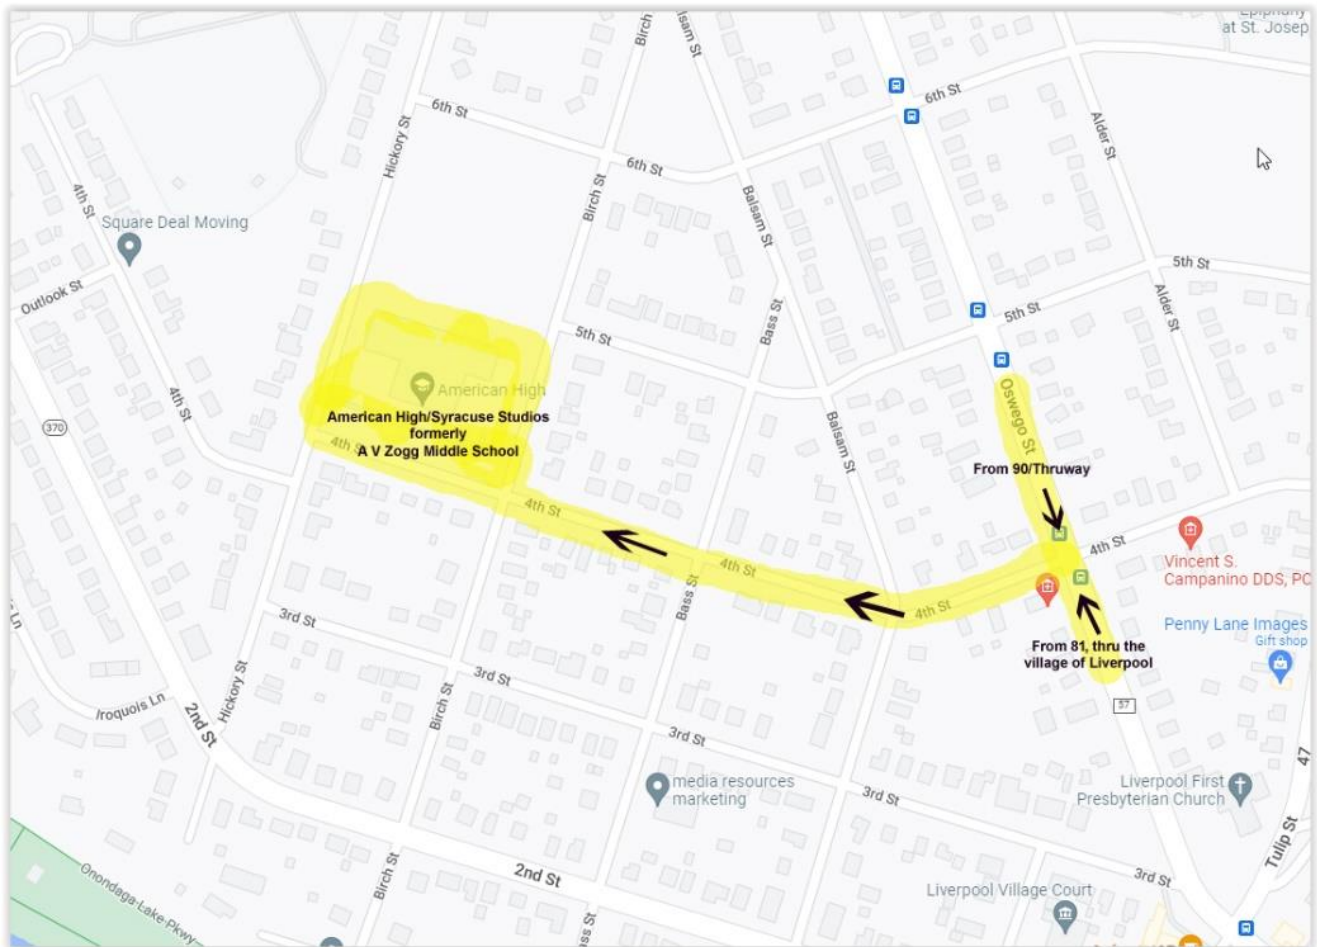 Epiphany
at St. Josep
Birch
alsam St
6th St
6th St
Hickory St
Alder St
6th St
4th St
Birch St
Balsam St
Square Deal Moving
5th St
Outlook St
Alder St
5th St
Bass St
5th St
American High
Oswego St
4th St
370
American High/Syracuse Studios
formerly
A V Zogg Middle School
4th St
Balsam St
From 90/Thruway
4th St
4th St
Vincent S.
Campanino DDS, PC
4th St
4th St
Bass St
3rd St
Penny Lane Images
Gift shop
From 81, thru the
village of Liverpool
Ln
3rd St
Hickory St
Birch St
Iroquois Ln
57
2nd St
3rd St
47
media resources
marketing
3rd St
Liverpool First
Presbyterian Church
Tulip St
2nd St
Birch St
3rd St
Onondaga-Lake-Pkwy
Liverpool Village Court
ss St